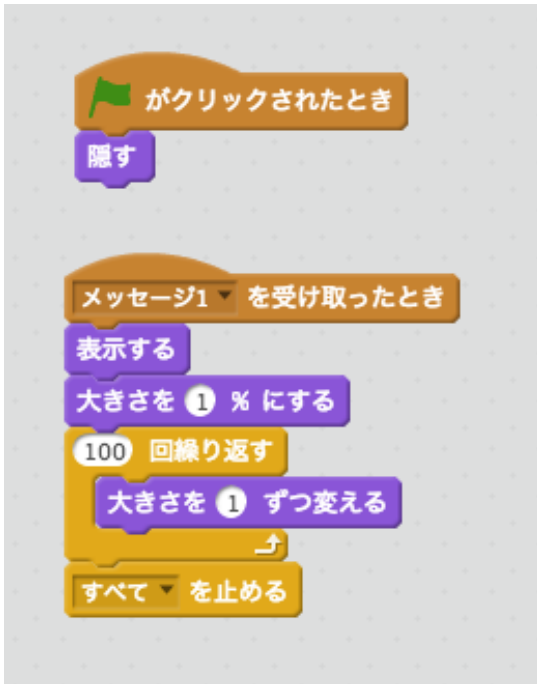 がクリックされたとき
隠す
メッセージ1 を受け取ったとき
表示する
大きさを 1 % にする
100 回繰り返す
大きさを 1 ずつ変える
すべて を止める